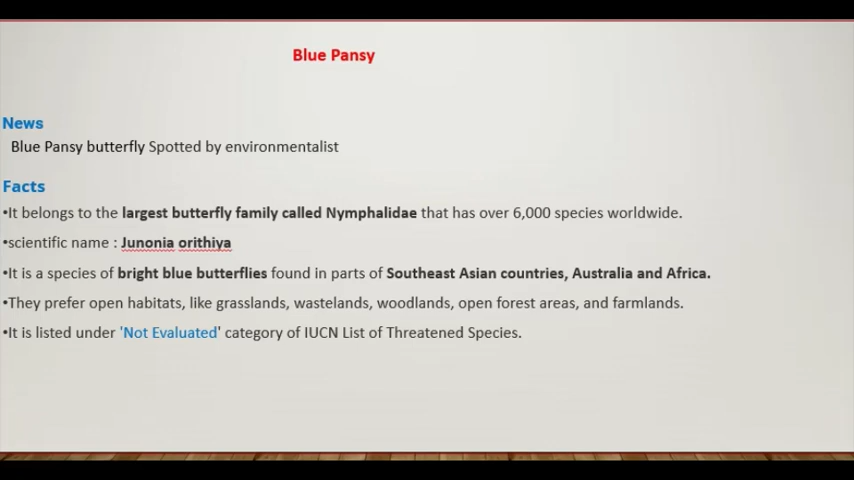 Blue Pansy
News
Blue Pansy butterfly Spotted by environmentalist
Facts
•It belongs to the largest butterfly family called Nymphalidae that has over 6,000 species worldwide.
•scientific name : Junonia orithiya
•It is a species of bright blue butterflies found in parts of Southeast Asian countries, Australia and Africa.
•They prefer open habitats, like grasslands, wastelands, woodlands, open forest areas, and farmlands.
•It is listed under 'Not Evaluated' category of IUCN List of Threatened Species.